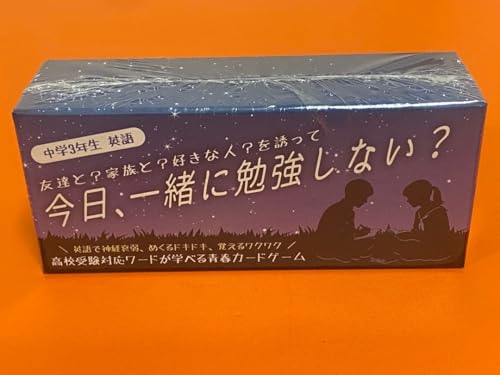 中学3年生 英語
友達と？家族と？好きな人？を誘って
今日、一緒に勉強しない？
＼ 英語で神経衰弱、めくるドキドキ、覚えるワクワク ／
高校受験対応ワードが学べる青春カードゲーム